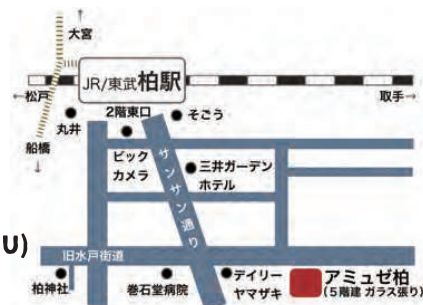 大宮
JR/東武柏駅
←松戸
取手→
丸井
2階東口
そごう
船橋
ビック
カメラ
サンサン通り
三井ガーデン
ホテル
U)
旧水戸街道
柏神社
巻石堂病院
デイリー
ヤマザキ
アミュゼ柏
(5階建 ガラス張り)